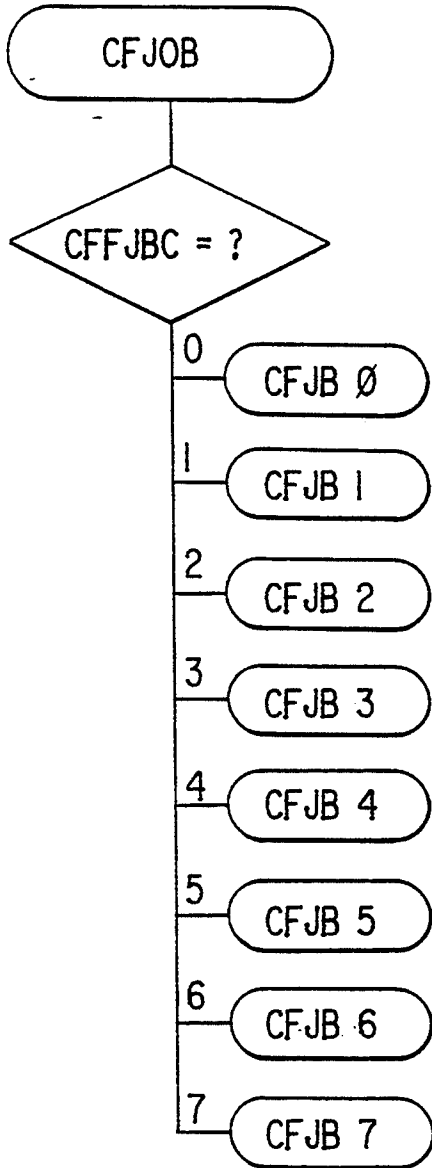 CFJOB
CFFJBC = ?
0
CFJB Ø
1
CFJB 1
2
CFJB 2
3
CFJB 3
4
CFJB 4
5
CFJB 5
6
CFJB 6
7
CFJB 7